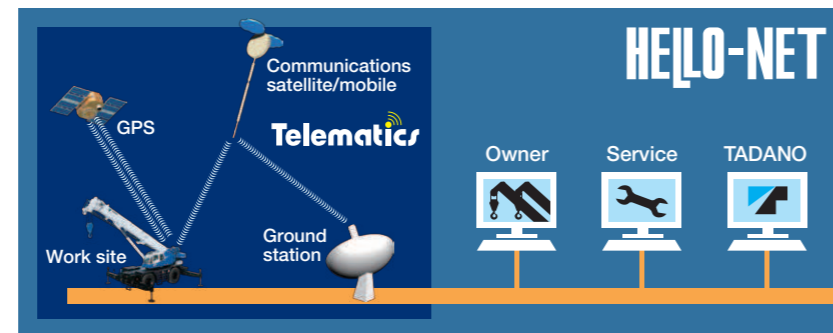 HELLO-NET
Communications
satellite/mobile
GPS
Telematics
Owner
Service
TADANO
Work site
Ground
station